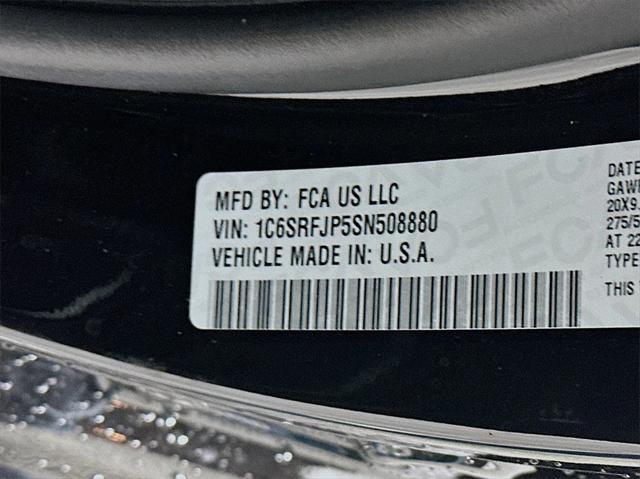 MFD BY: FCA US LLC
VIN: 1C6SRFJP5SN508880
VEHICLE MADE IN: U.S.A.
DATE
GAWR
20X9.
275/5
AT 22
TYPE
THIS